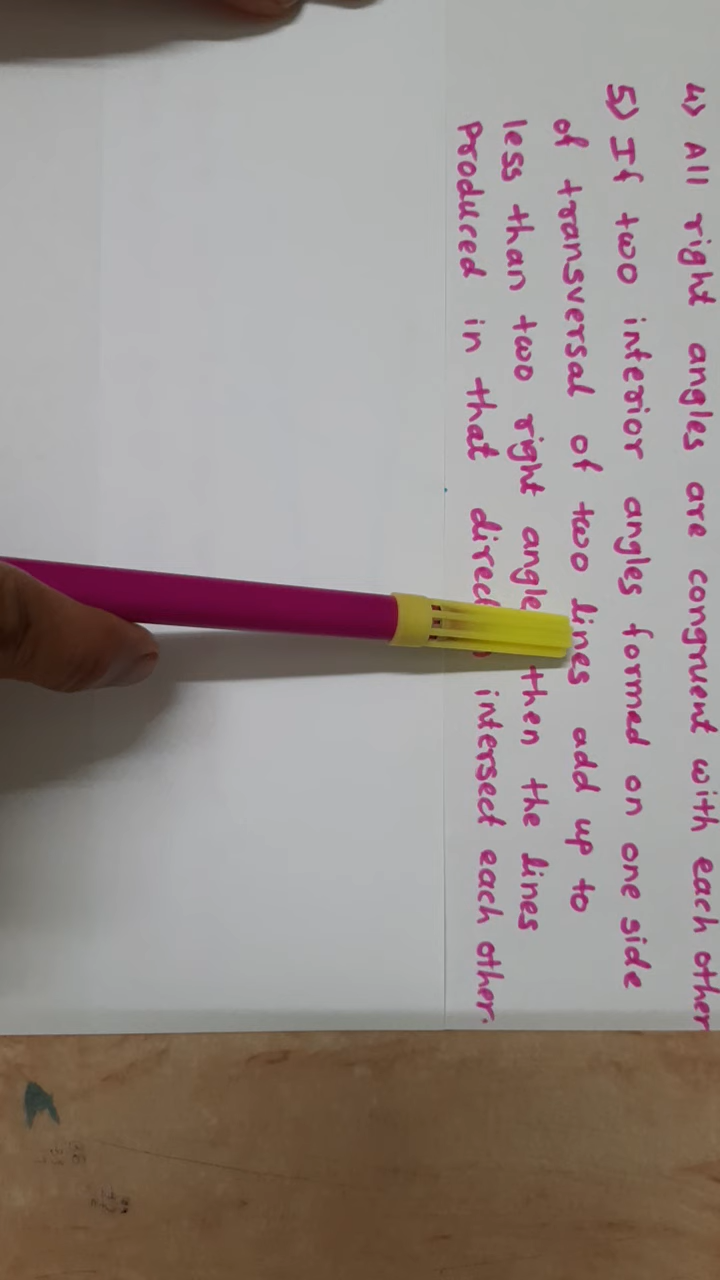 4) All right angles are congruent with each other
5) If two interior angles formed on one side
of transversal of two lines add up to
less than two right angle then the lines
produced in that intersect each other.